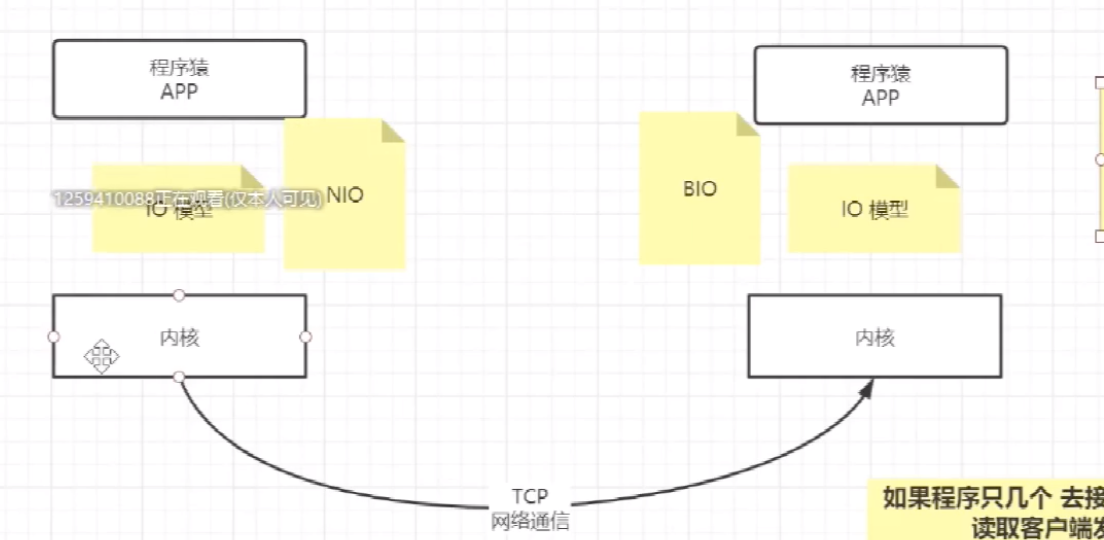 程序猿
APP
程序猿
APP
1259410088正在观看(仅本人可见)
IO 模型
NIO
BIO
IO 模型
内核
内核
TCP
网络通信
如果程序只几个 去接
读取客户端发